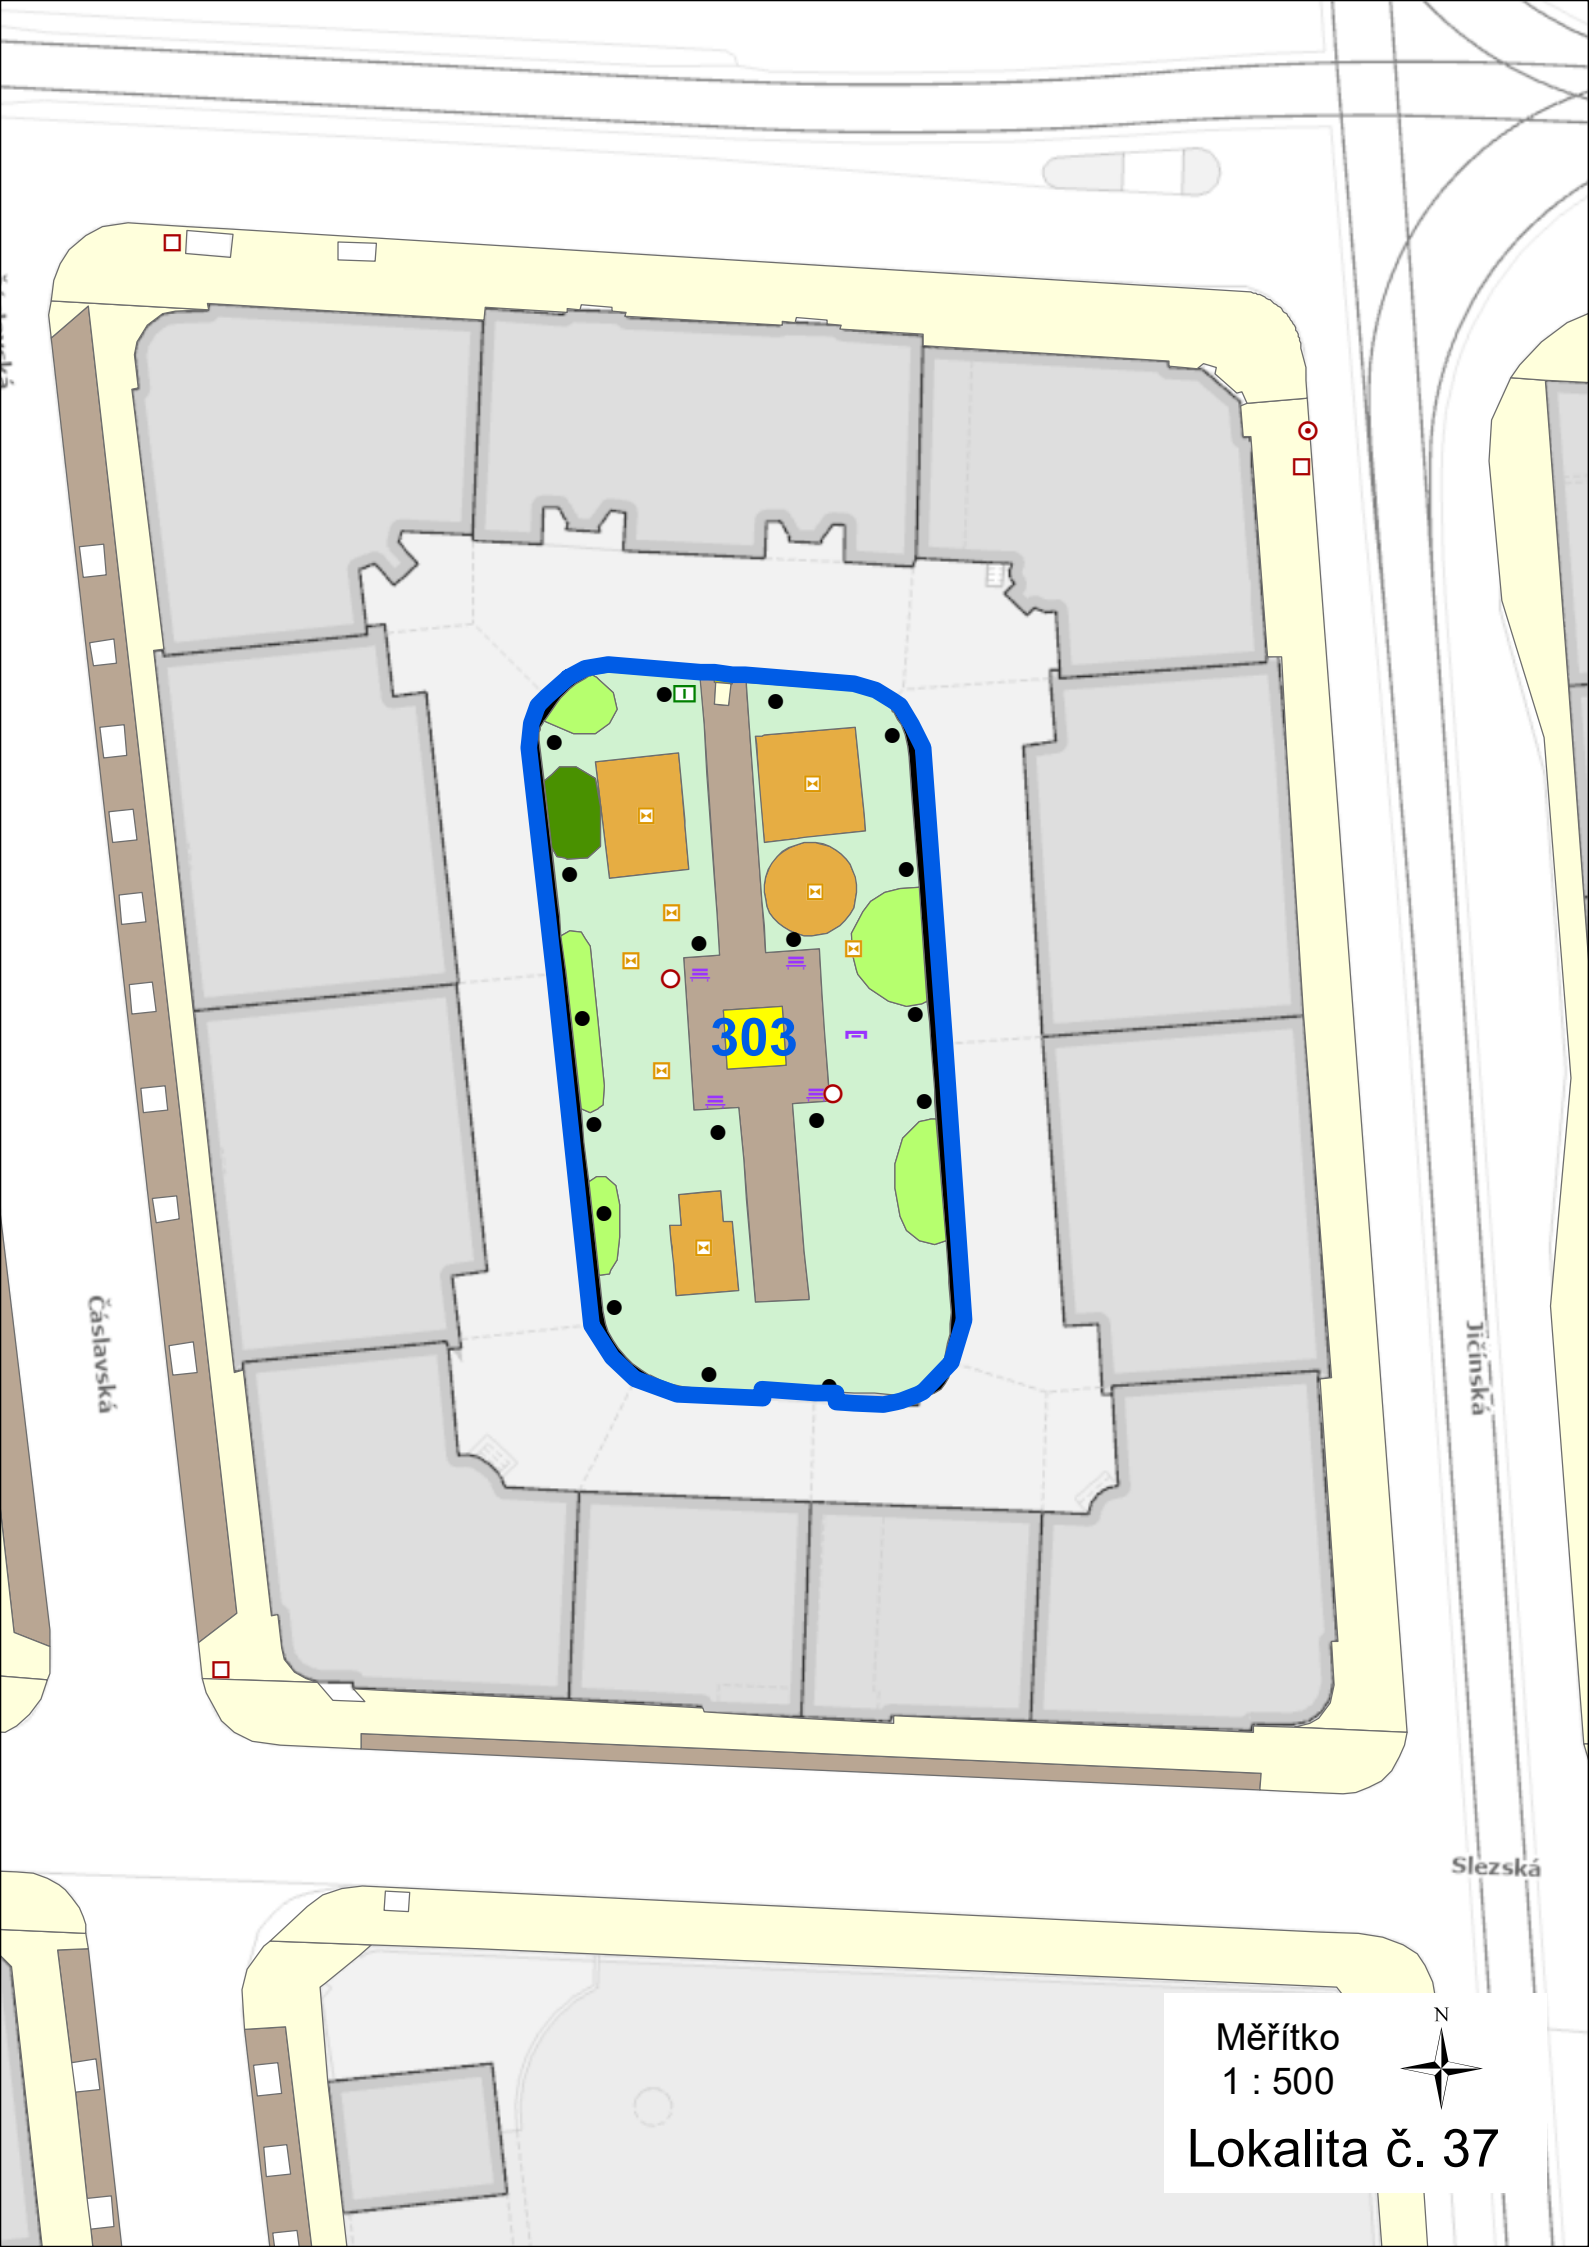 303
Čáslavská
Jičínská
Slezská
N
Měřítko
1 : 500
Lokalita č. 37